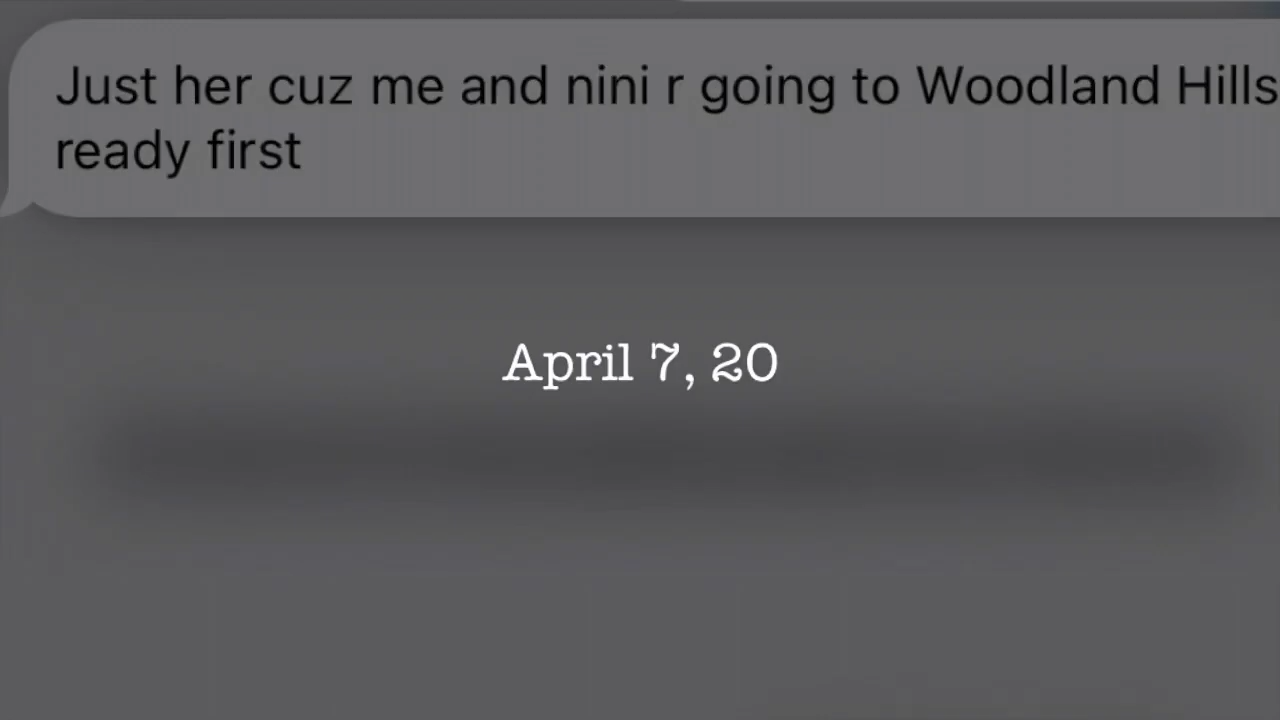 Just her cuz me and nini r going to Woodland Hills
ready first
April 7, 20